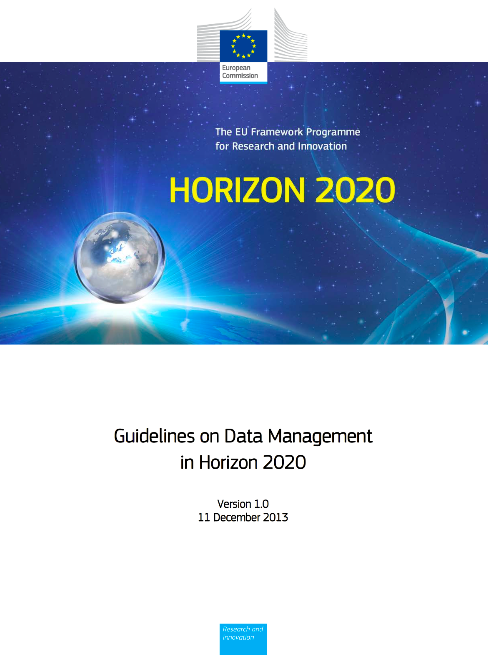 European
Commission
The EU Framework Programme
for Research and Innovation
HORIZON 2020
Guidelines on Data Management
in Horizon 2020
Version 1.0
11 December 2013
Research and
Innovation